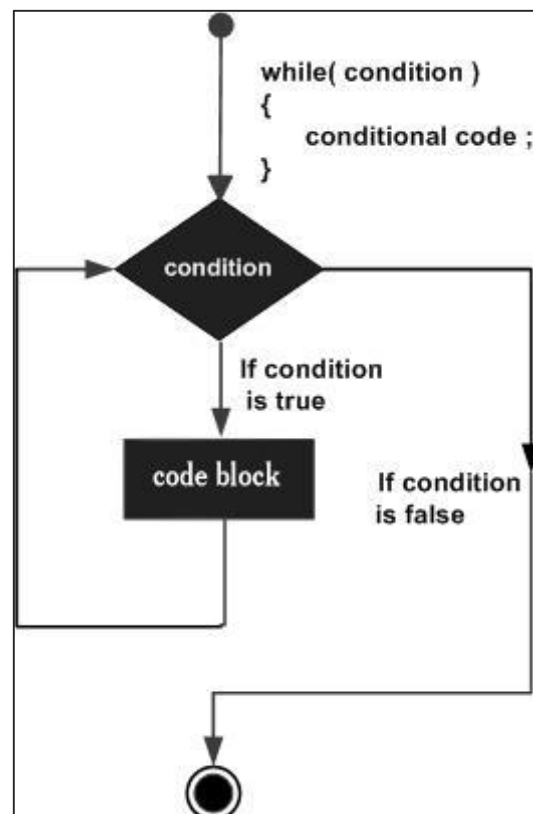 while( condition )
{
conditional code ;
}
condition
If condition
is true
code block
If condition
is false